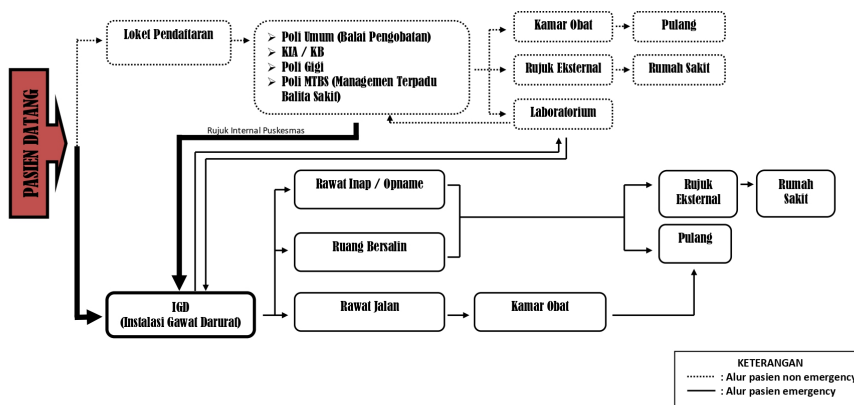 PASIEN DATANG
Loket Pendaftaran
➢ Poli Umum (Balai Pengobatan)
➢ KIA / KB
➢ Poli Gigi
➢ Poli MTBS (Managemen Terpadu
Balita Sakit)
Kamar Obat
Pulang
Rujuk Eksternal
Rumah Sakit
Laboratorium
Rujuk Internal Puskesmas
Rawat Inap / Opname
Ruang Bersalin
Rujuk
Eksternal
Rumah
Sakit
Pulang
IGD
(Instalasi Gawat Darurat)
Rawat Jalan
Kamar Obat
KETERANGAN
: Alur pasien non emergency
: Alur pasien emergency